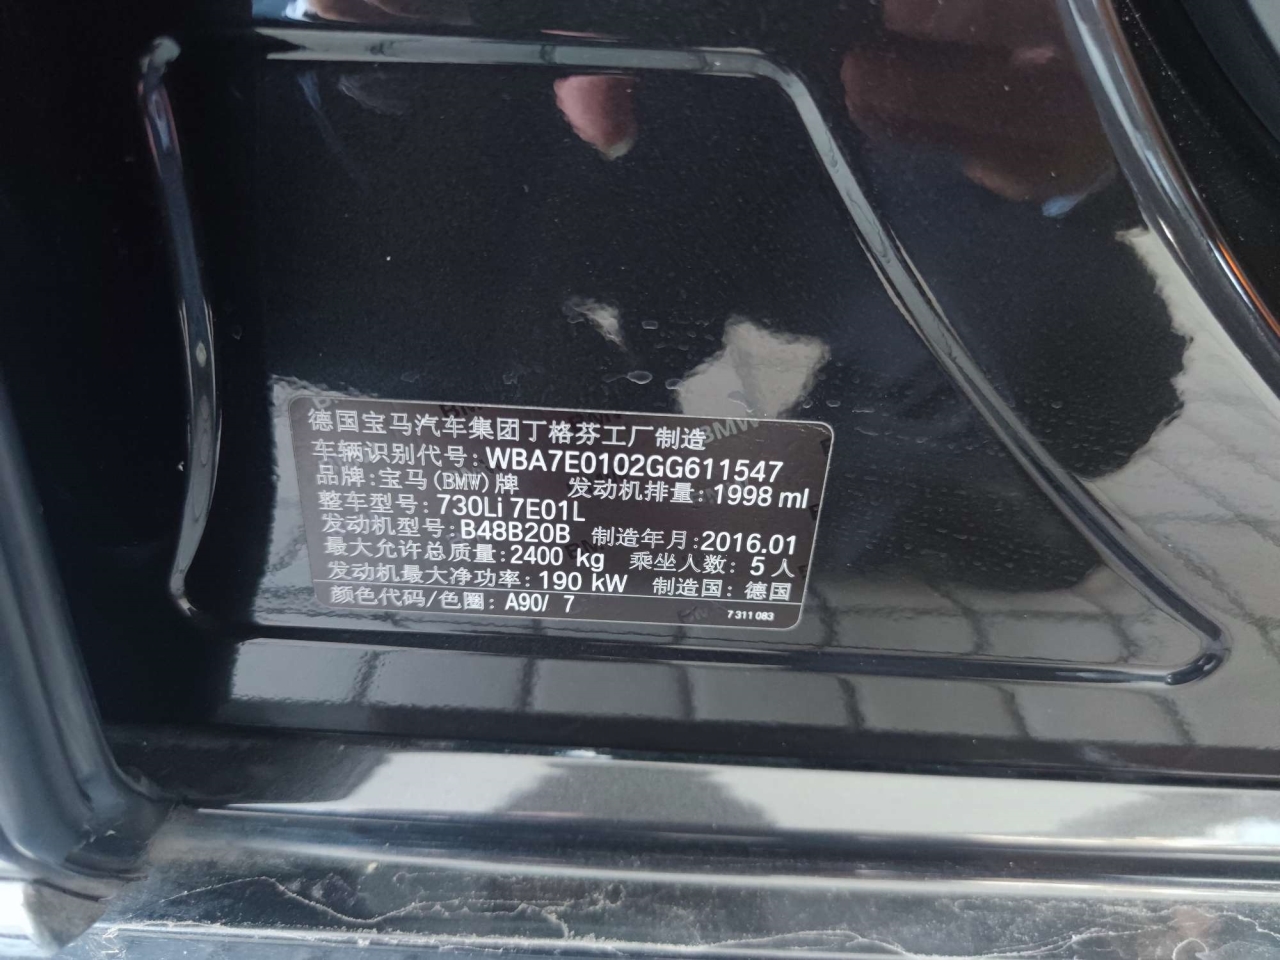 德国宝马汽车集团丁格芬工厂制造
车辆识别代号: WBA7E0102GG611547
品牌:宝马(BMW)牌 发动机排量: 1998 ml
整车型号: 730Li 7E01L
发动机型号: B48B20B 制造年月: 2016.01
最大允许总质量: 2400 kg 乘坐人数: 5 人
发动机最大净功率: 190 kW 制造国: 德国
颜色代码/色圈: A90/ 7
7 311 083